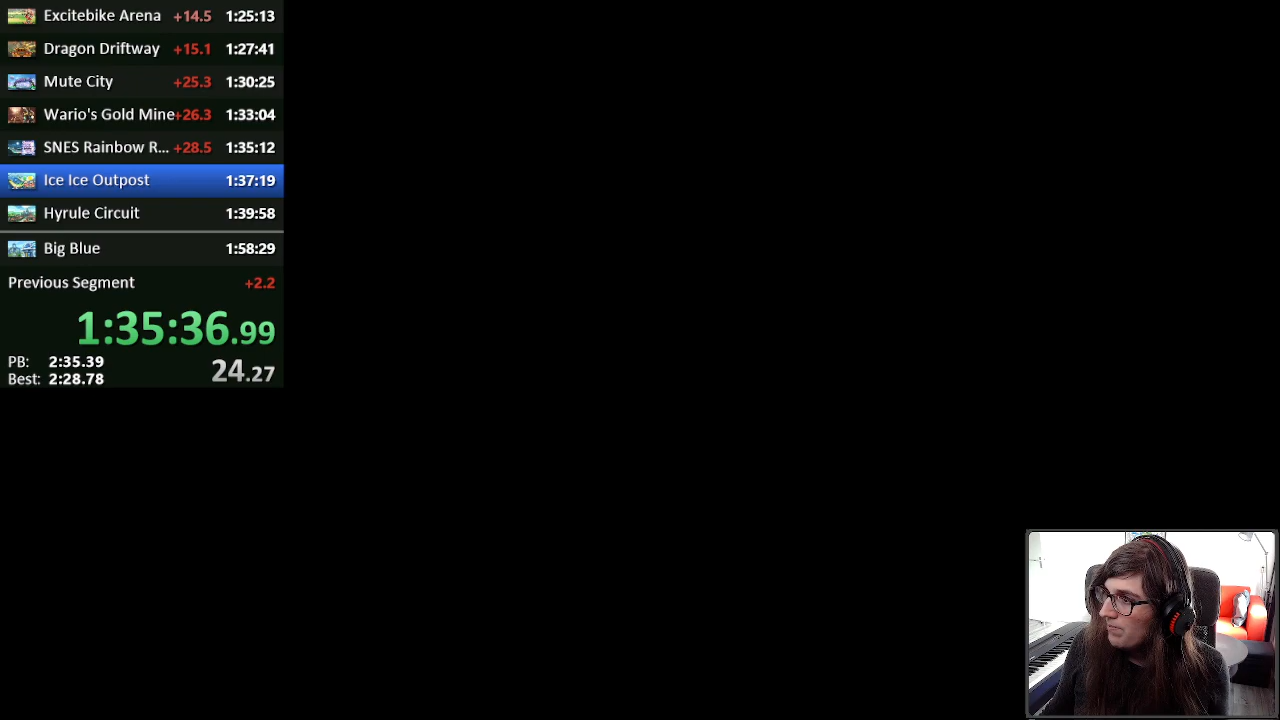 Excitebike Arena +14.5 1:25:13
Dragon Driftway +15.1 1:27:41
Mute City +25.3 1:30:25
Wario's Gold Mine +26.3 1:33:04
SNES Rainbow R... +28.5 1:35:12
Ice Ice Outpost 1:37:19
Hyrule Circuit 1:39:58
Big Blue 1:58:29
Previous Segment +2.2
1:35:36.99
PB: 2:35.39
24.27
Best: 2:28.78